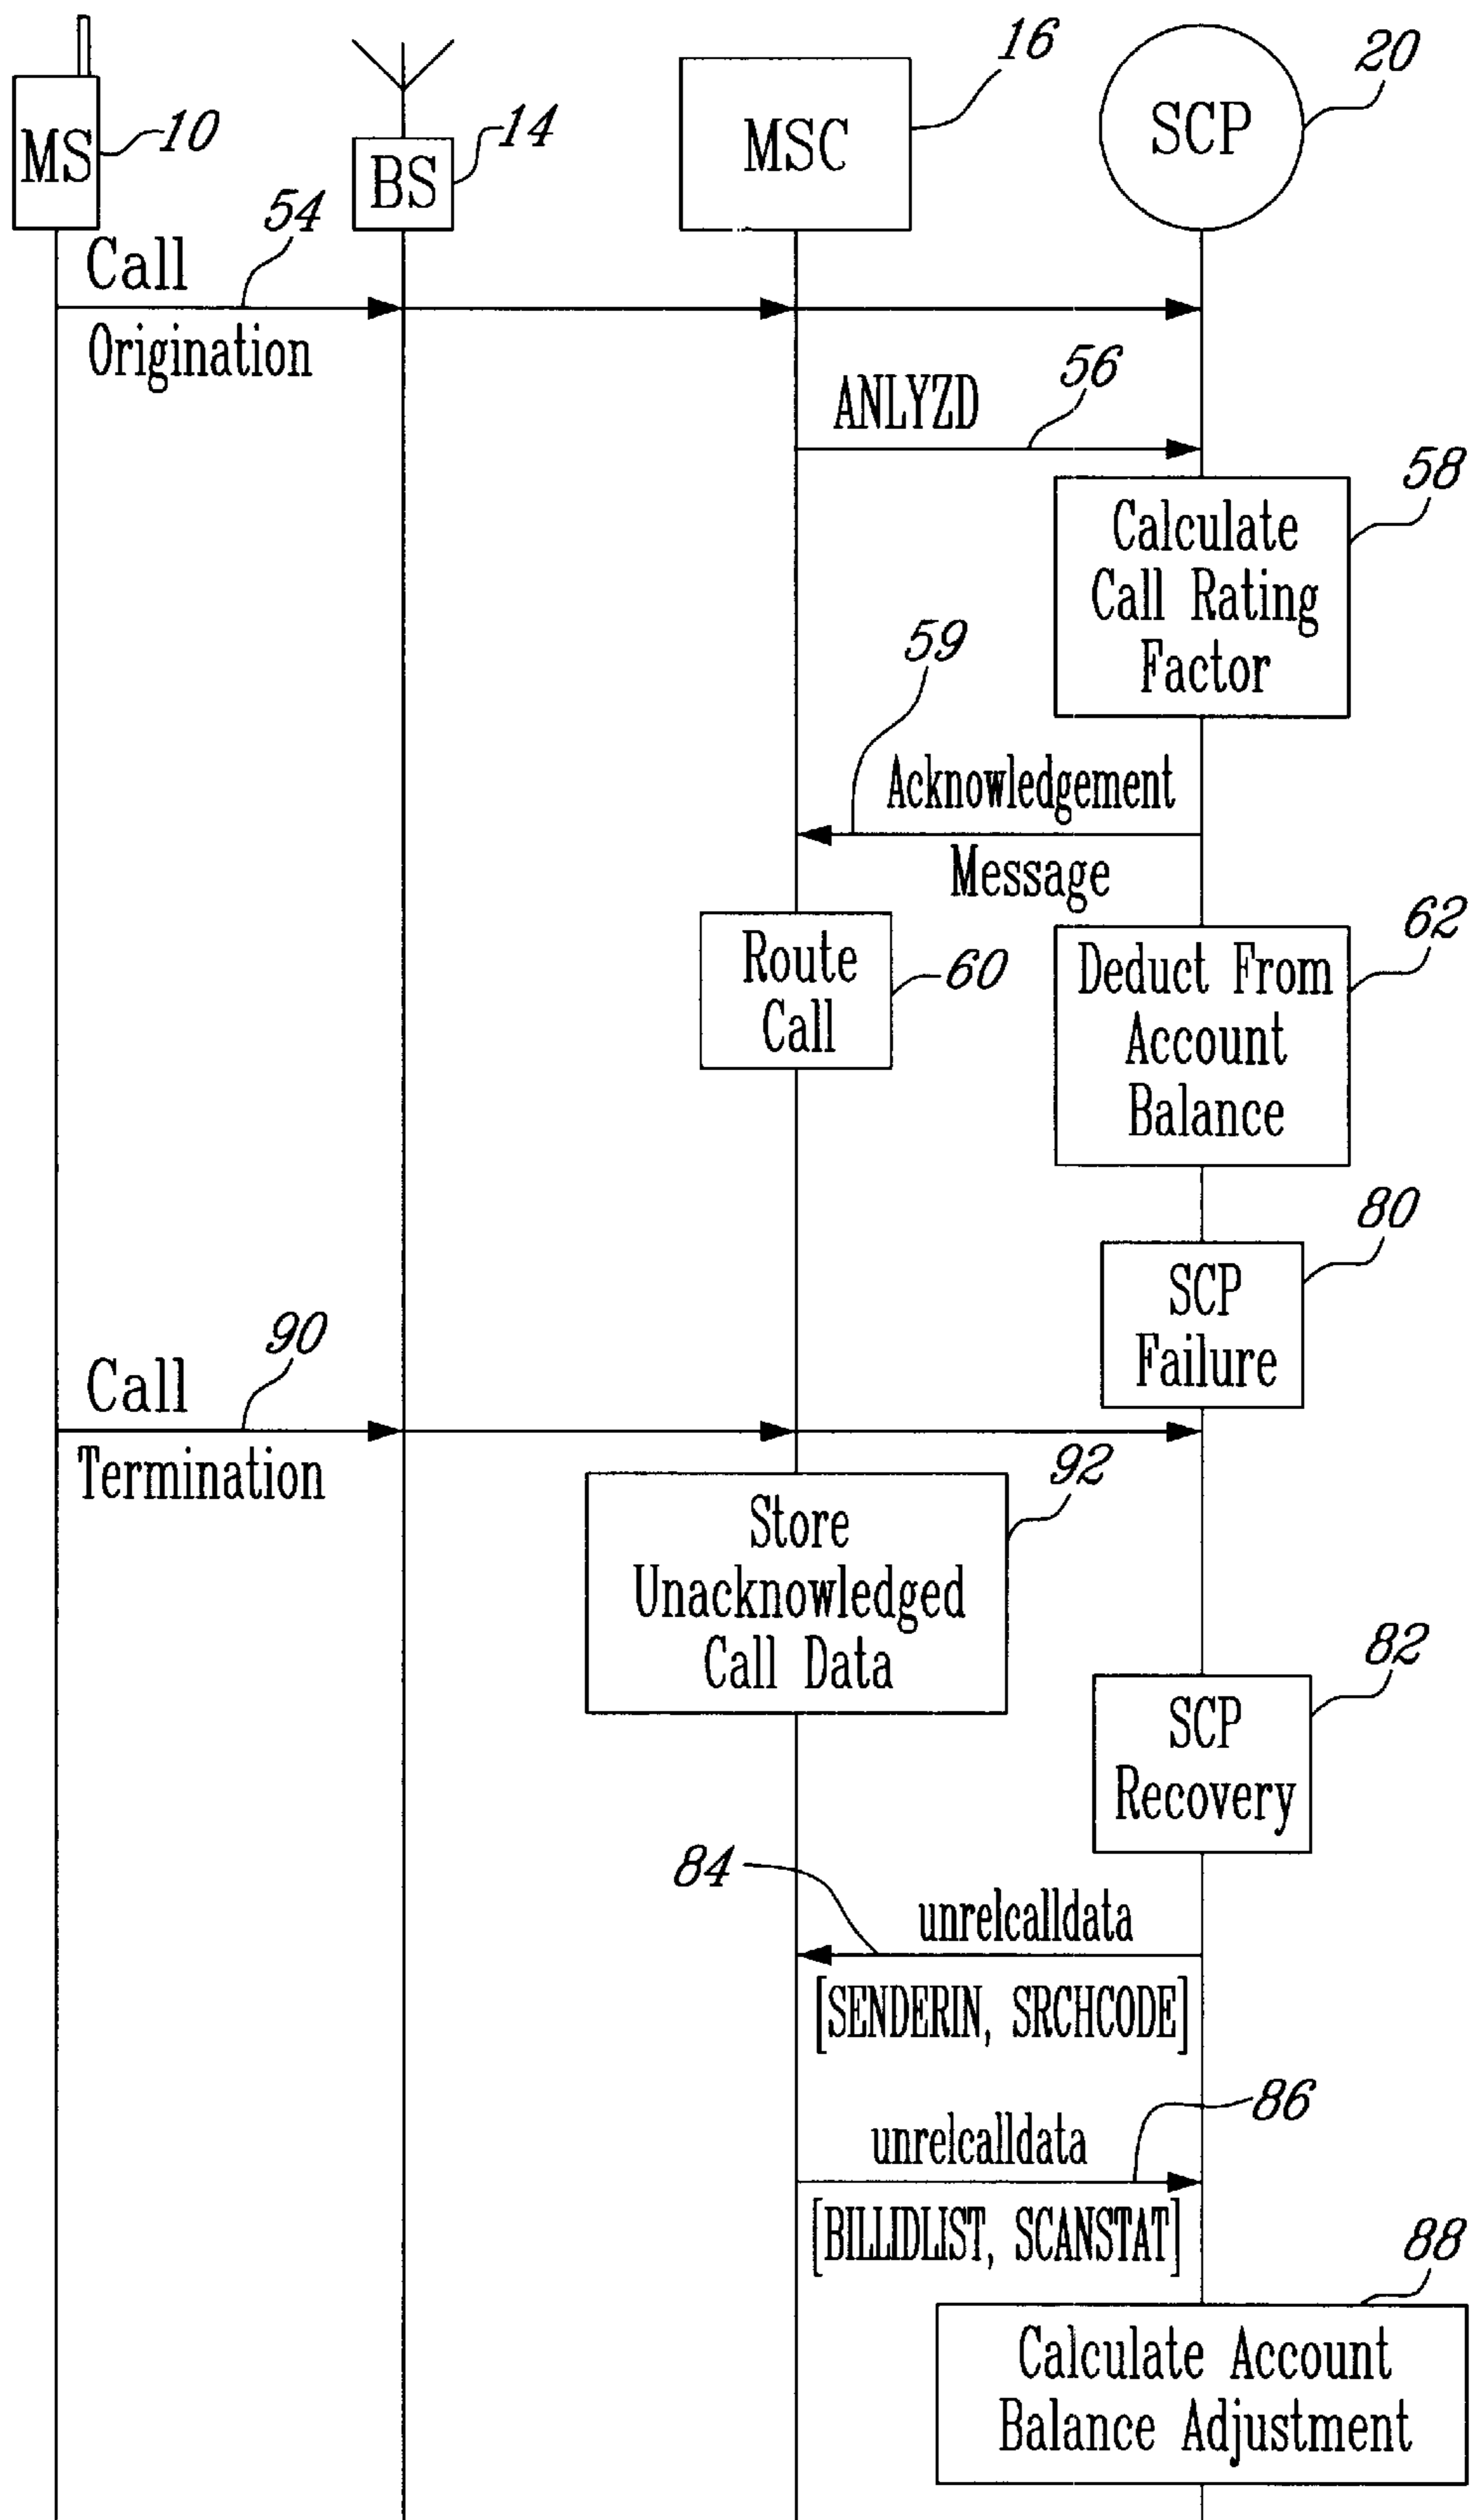 MS
10
BS
14
MSC
16
SCP
20
54
Call
Origination
ANLYZD
56
Calculate
Call Rating
Factor
58
59
Acknowledgement
Message
Route
Call
60
Deduct From
Account
Balance
62
SCP
Failure
80
90
Call
Termination
Store
Unacknowledged
Call Data
92
SCP
Recovery
82
84
unrelcalldata
[SENDERIN, SRCHCODE]
86
unrelcalldata
[BILLIDLIST, SCANSTAT]
88
Calculate Account
Balance Adjustment